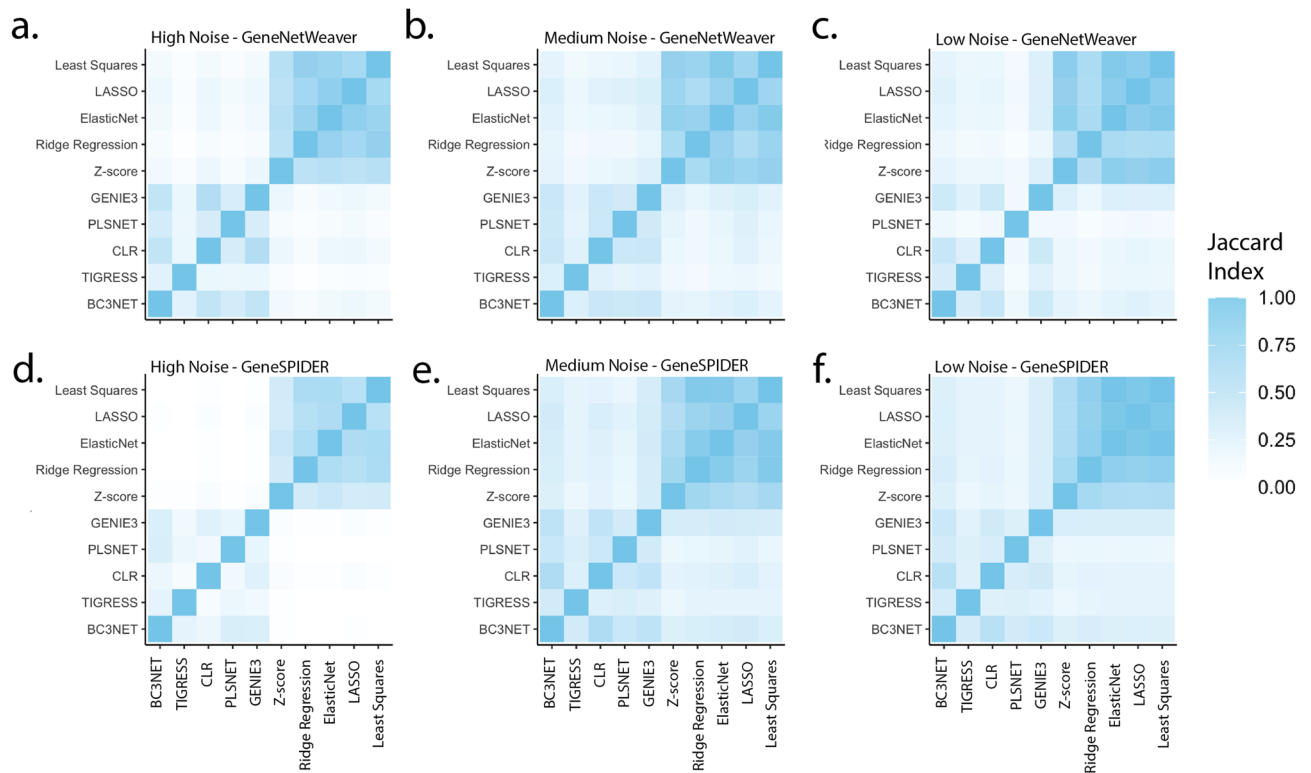 a.
High Noise - GeneNetWeaver
Least Squares
LASSO
ElasticNet
Ridge Regression
Z-score
GENIE3
PLSNET
CLR
TIGRESS
BC3NET
b.
Medium Noise - GeneNetWeaver
Least Squares
LASSO
ElasticNet
Ridge Regression
Z-score
GENIE3
PLSNET
CLR
TIGRESS
BC3NET
c.
Low Noise - GeneNetWeaver
Least Squares
LASSO
ElasticNet
Ridge Regression
Z-score
GENIE3
PLSNET
CLR
TIGRESS
BC3NET
d.
High Noise - GeneSPIDER
Least Squares
LASSO
ElasticNet
Ridge Regression
Z-score
GENIE3
PLSNET
CLR
TIGRESS
BC3NET
BC3NET
TIGRESS
CLR
PLSNET
GENIE3
Z-score
Ridge Regression
ElasticNet
LASSO
Least Squares
e.
Medium Noise - GeneSPIDER
Least Squares
LASSO
ElasticNet
Ridge Regression
Z-score
GENIE3
PLSNET
CLR
TIGRESS
BC3NET
BC3NET
TIGRESS
CLR
PLSNET
GENIE3
Z-score
Ridge Regression
ElasticNet
LASSO
Least Squares
f.
Low Noise - GeneSPIDER
Least Squares
LASSO
ElasticNet
Ridge Regression
Z-score
GENIE3
PLSNET
CLR
TIGRESS
BC3NET
BC3NET
TIGRESS
CLR
PLSNET
GENIE3
Z-score
Ridge Regression
ElasticNet
LASSO
Least Squares
Jaccard
Index
1.00
0.75
0.50
0.25
0.00